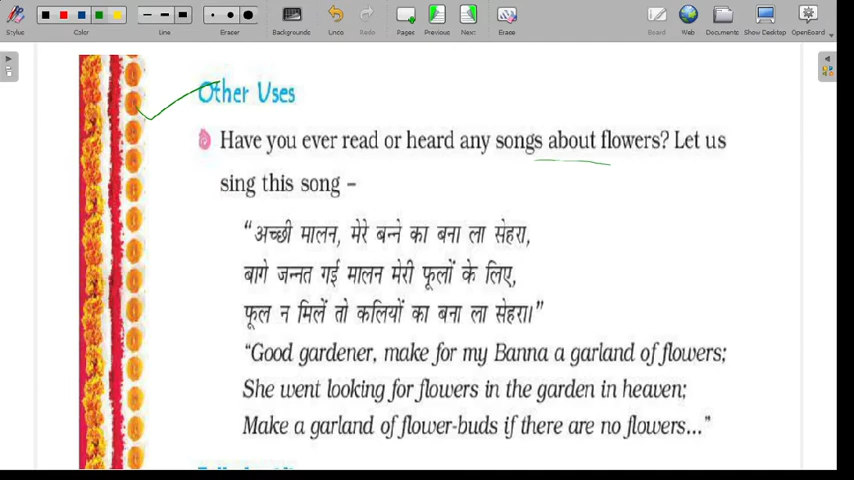 Stylus
Color
Line
Eraser
Backgrounds
Undo
Redo
Pages
Previous
Next
Erase
Board
Web
Documents
Show Desktop
OpenBoard
Other Uses
Have you ever read or heard any songs about flowers? Let us
sing this song –
“अच्छी मालन, मेरे बन्ने का बना ला सेहरा,
बागे जन्नत गई मालन मेरी फूलों के लिए,
फूल न मिलें तो कलियों का बना ला सेहरा।”
“Good gardener, make for my Banna a garland of flowers;
She went looking for flowers in the garden in heaven;
Make a garland of flower-buds if there are no flowers...”